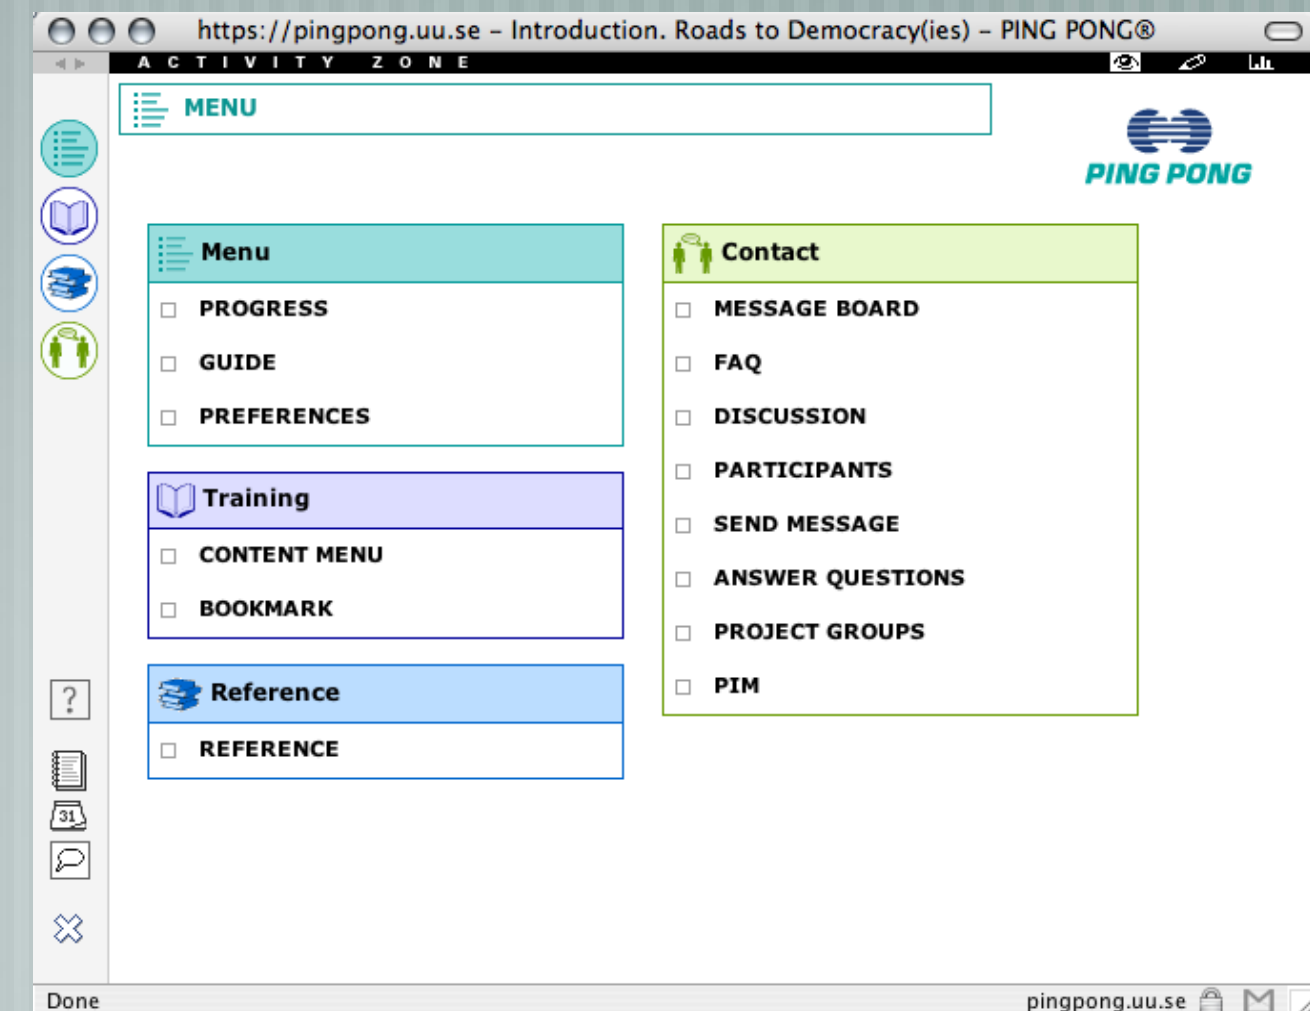 https://pingpong.uu.se – Introduction. Roads to Democracy(ies) – PING PONG®
ACTIVITY ZONE
MENU
PING PONG
Menu
PROGRESS
GUIDE
PREFERENCES
Training
CONTENT MENU
BOOKMARK
Reference
REFERENCE
Contact
MESSAGE BOARD
FAQ
DISCUSSION
PARTICIPANTS
SEND MESSAGE
ANSWER QUESTIONS
PROJECT GROUPS
PIM
?
31
Done
pingpong.uu.se